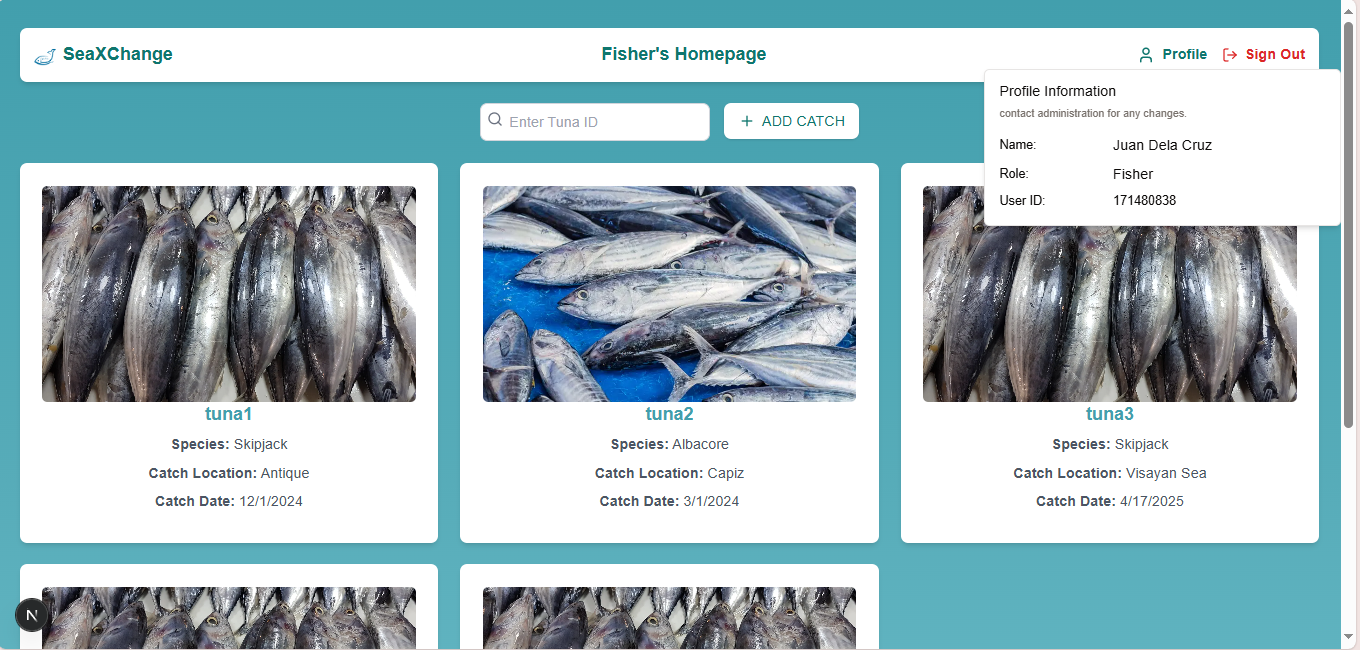 SeaXChange
Fisher's Homepage
Profile
Sign Out
Enter Tuna ID
+ ADD CATCH
Profile Information
contact administration for any changes.
Name: Juan Dela Cruz
Role: Fisher
User ID: 171480838
tuna1
Species: Skipjack
Catch Location: Antique
Catch Date: 12/1/2024
tuna2
Species: Albacore
Catch Location: Capiz
Catch Date: 3/1/2024
tuna3
Species: Skipjack
Catch Location: Visayan Sea
Catch Date: 4/17/2025
N